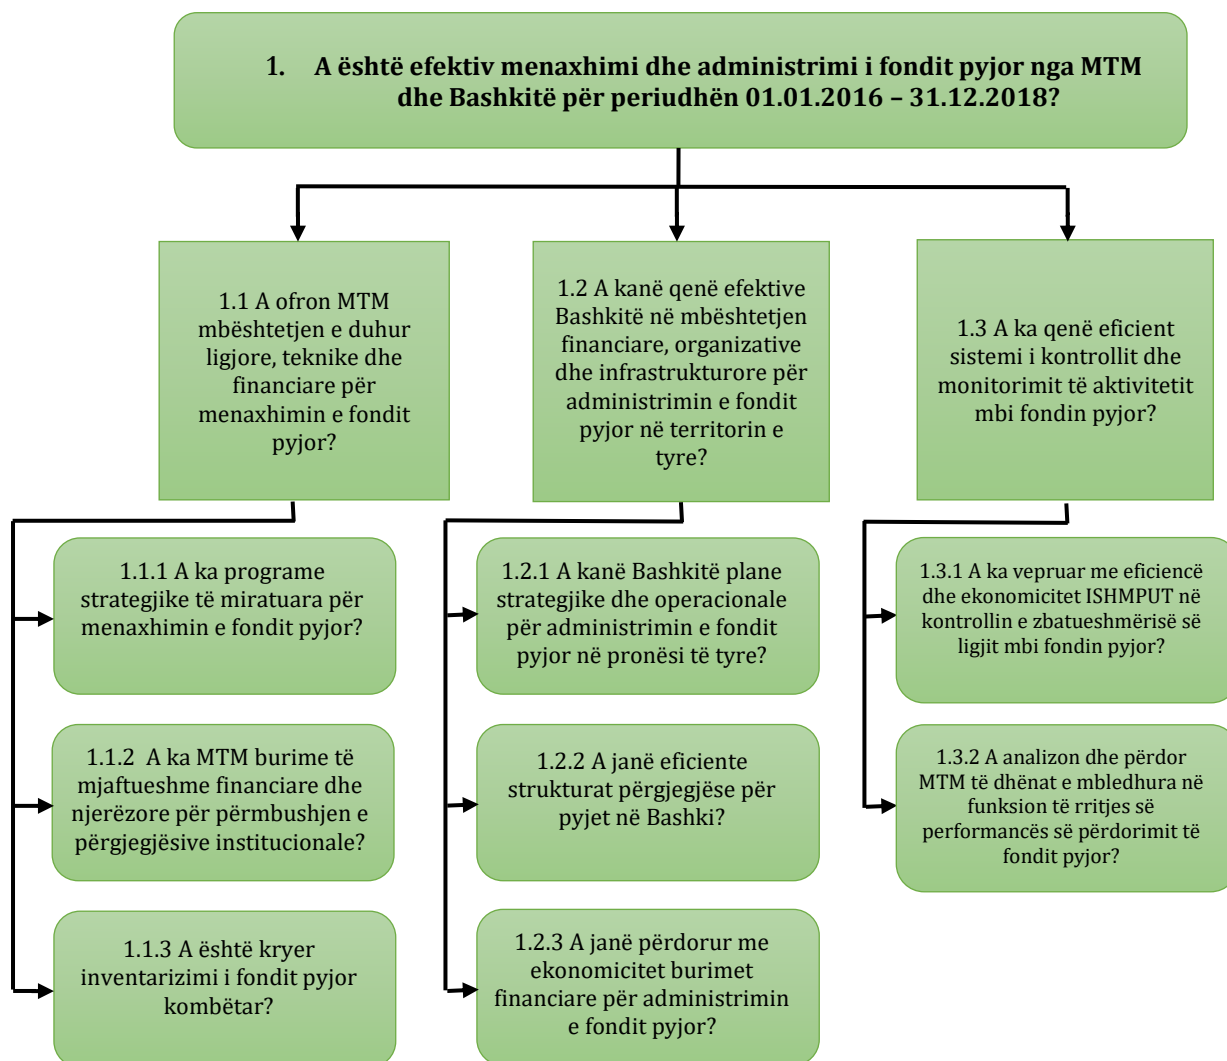 1. A është efektiv menaxhimi dhe administrimi i fondit pyjor nga MTM
dhe Bashkitë për periudhën 01.01.2016 – 31.12.2018?
1.1 A ofron MTM
mbështetjen e duhur
ligjore, teknike dhe
financiare për
menaxhimin e fondit
pyjor?
1.2 A kanë qenë efektive
Bashkitë në mbështetjen
financiare, organizative
dhe infrastrukturore për
administrimin e fondit
pyjor në territorin e
tyre?
1.3 A ka qenë eficient
sistemi i kontrollit dhe
monitorimit të aktivitetit
mbi fondin pyjor?
1.1.1 A ka programe
strategjike të miratuara për
menaxhimin e fondit pyjor?
1.1.2 A ka MTM burime të
mjaftueshme financiare dhe
njerëzore për përmbushjen e
përgjegjësive institucionale?
1.1.3 A është kryer
inventarizimi i fondit pyjor
kombëtar?
1.2.1 A kanë Bashkitë plane
strategjike dhe operacionale
për administrimin e fondit
pyjor në pronësi të tyre?
1.2.2 A janë eficiente
strukturat përgjegjëse për
pyjet në Bashki?
1.2.3 A janë përdorur me
ekonomicitet burimet
financiare për administrimin
e fondit pyjor?
1.3.1 A ka vepruar me eficiencë
dhe ekonomicitet ISHMPUT në
kontrollin e zbatueshmërisë së
ligjit mbi fondin pyjor?
1.3.2 A analizon dhe përdor
MTM të dhënat e mbledhura në
funksion të rritjes së
performancës së përdorimit të
fondit pyjor?